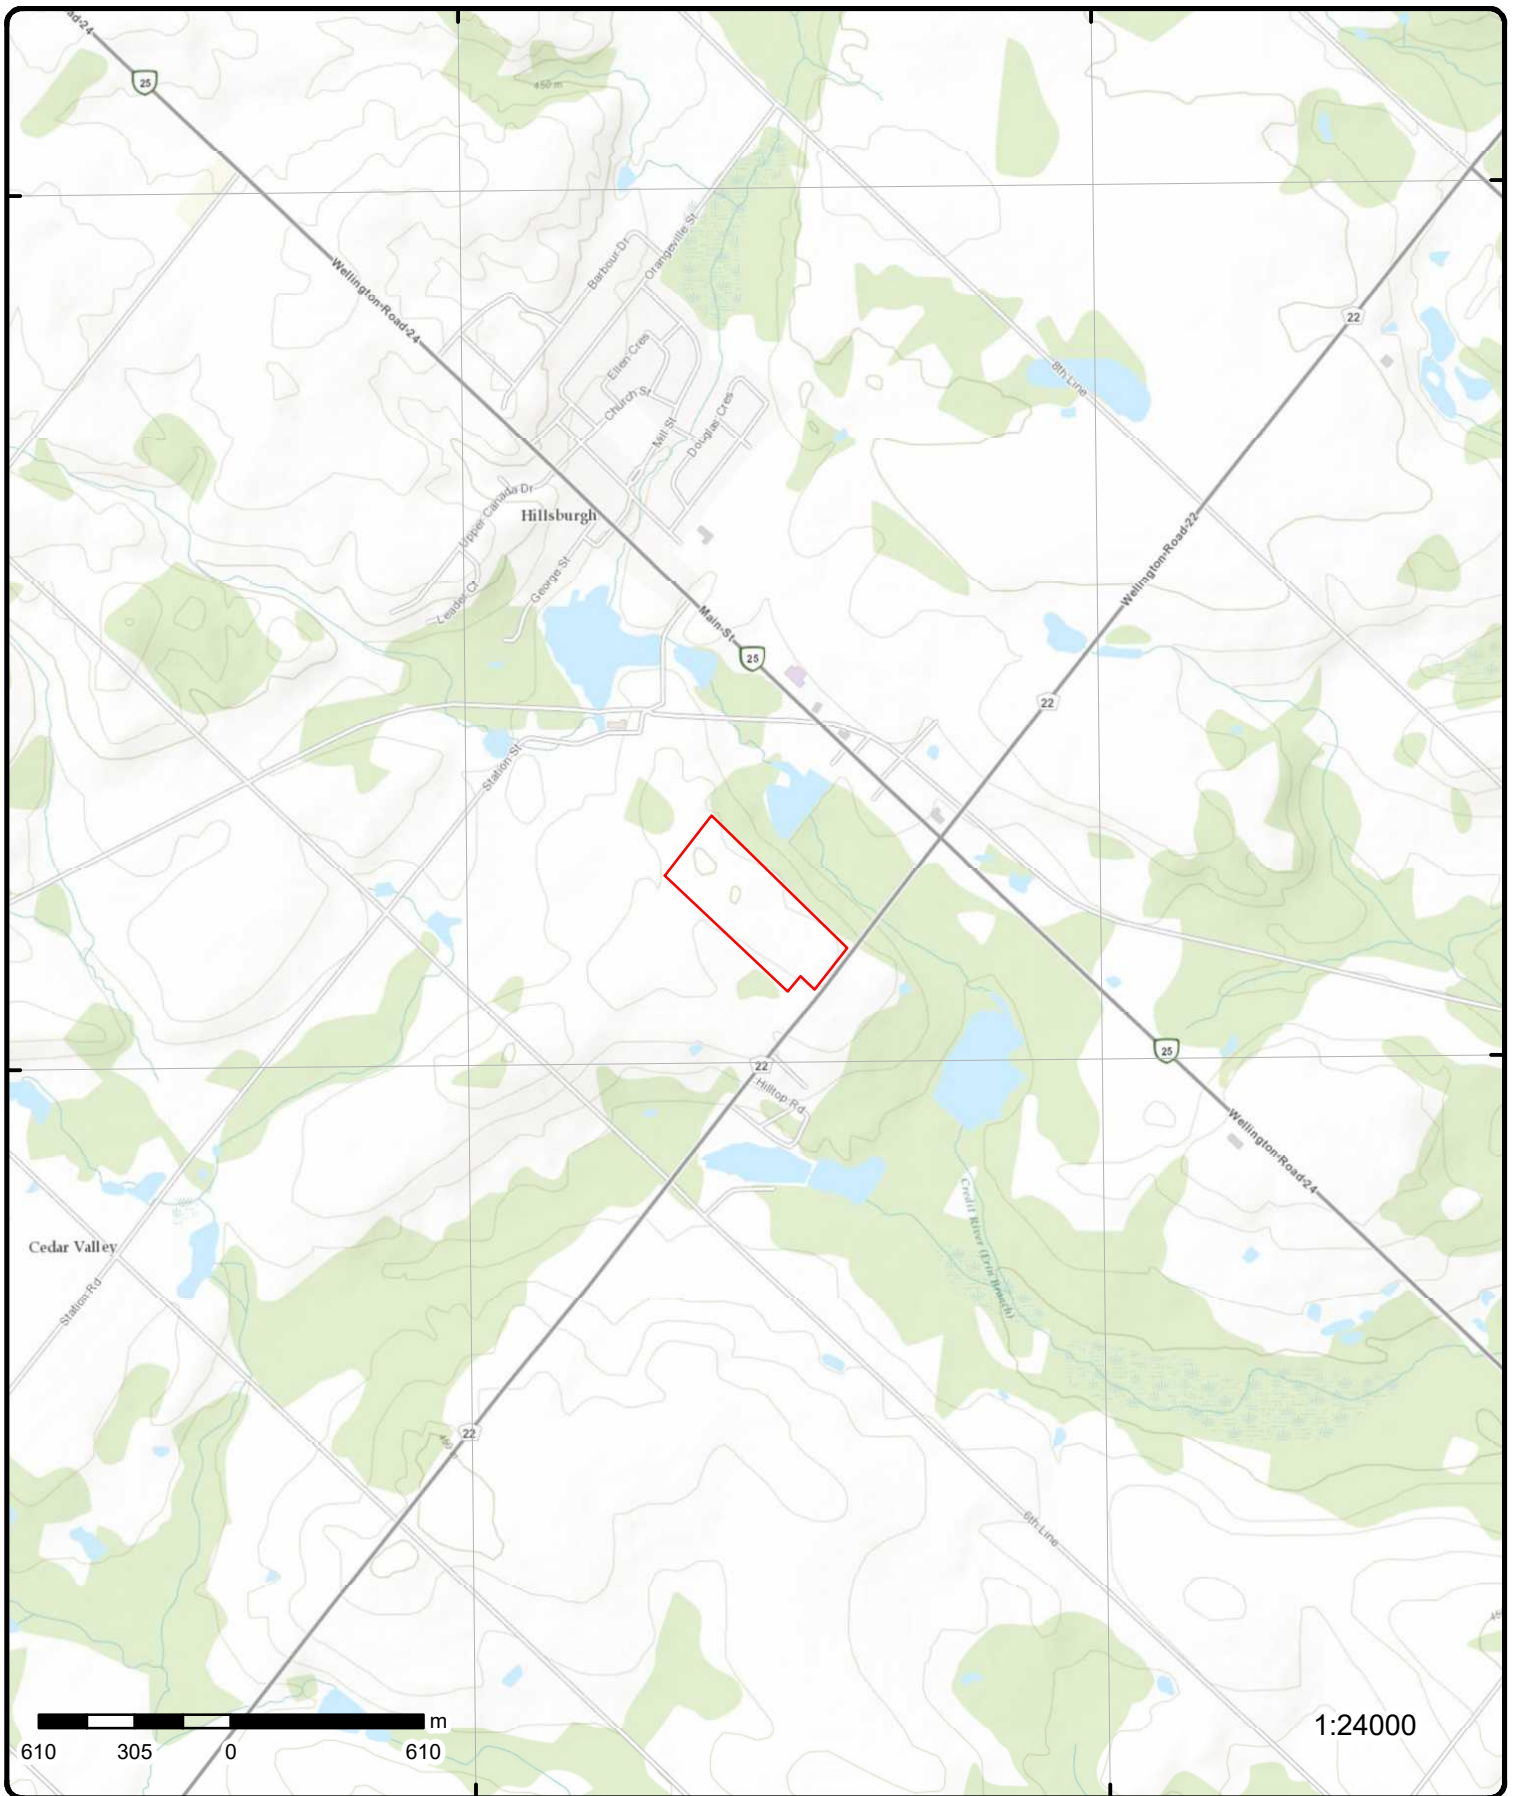 ad-24
25
450 m
Wellington-Road-24
Barbour Dr
Orangeville St
22
Ellen Cres
8th Line
Church St
Douglas Cres
Mill St
Upper Canada Dr
Hillsburgh
Wellington-Road-22
George St
Leader Ct
Main-St
25
22
Station St
25
22
Hilltop Rd
Wellington-Road-24
Credit River (Erin Branch)
Cedar Valley
Station Rd
22
6th Line
m
610 305 0 610
1:24000